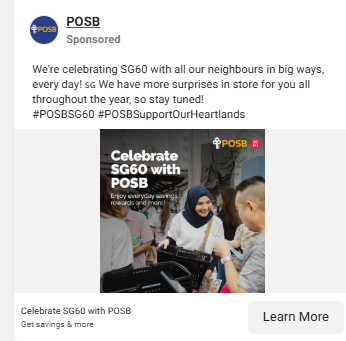 POSB
POSB
Sponsored
We're celebrating SG60 with all our neighbours in big ways,
every day! SG We have more surprises in store for you all
throughout the year, so stay tuned!
#POSBSG60 #POSBSupportOurHeartlands
POSB
Celebrate
SG60 with
POSB
Enjoy everyday savings,
rewards and more!
Celebrate SG60 with POSB
Get savings & more
Learn More